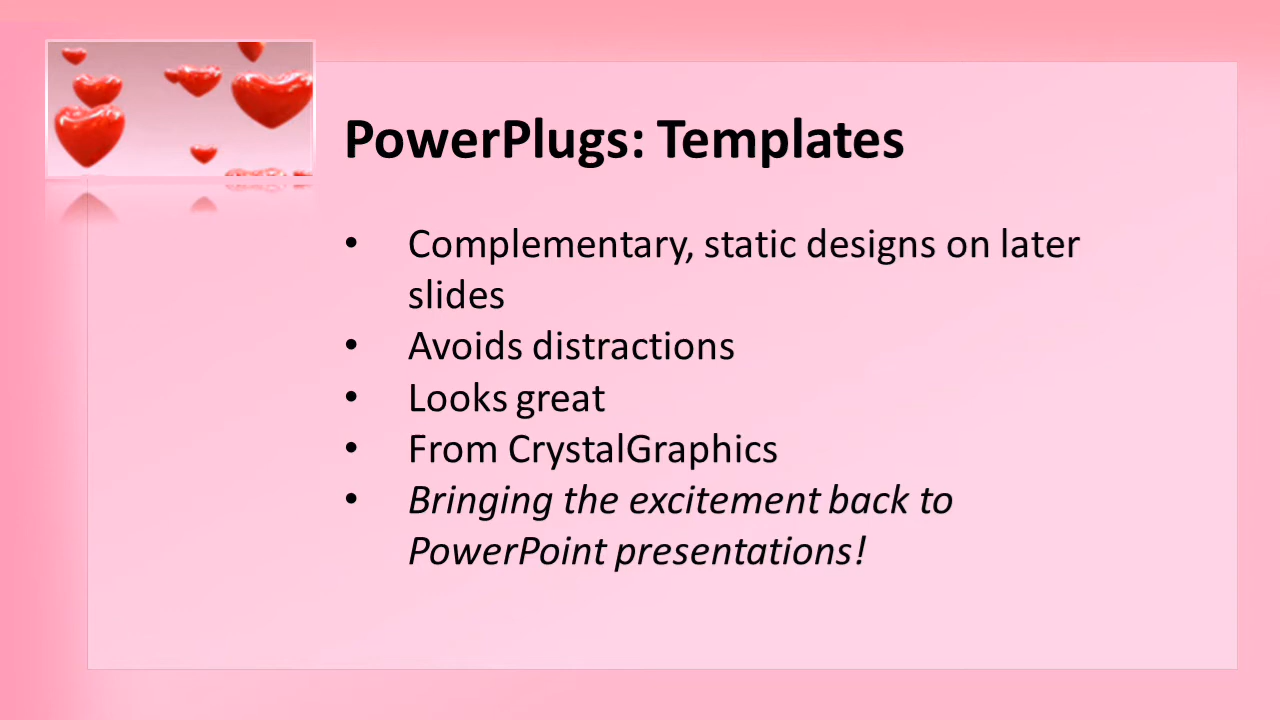 PowerPlugs: Templates
• Complementary, static designs on later
slides
• Avoids distractions
• Looks great
• From CrystalGraphics
• Bringing the excitement back to
PowerPoint presentations!